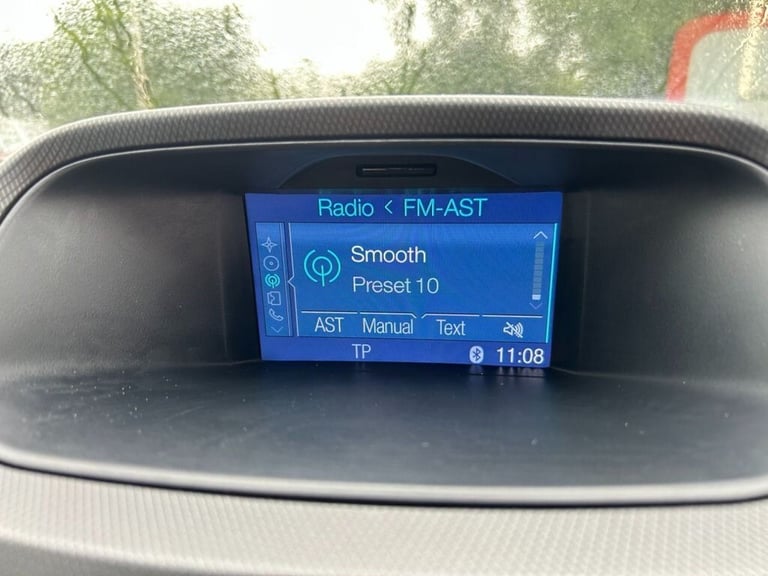 Radio < FM-AST
Smooth
Preset 10
AST Manual Text
TP 11:08